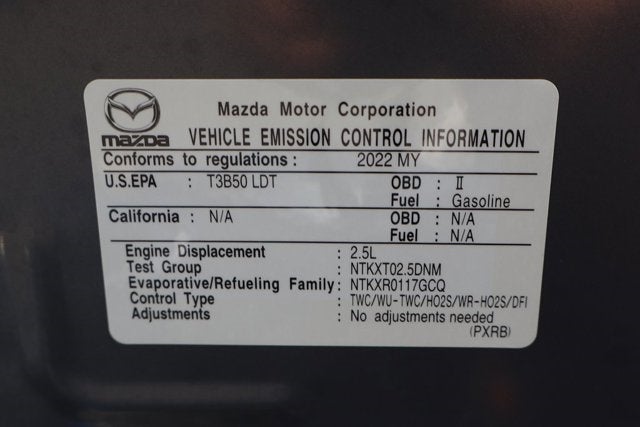 Mazda Motor Corporation
mazda VEHICLE EMISSION CONTROL INFORMATION
Conforms to regulations : 2022 MY
U.S.EPA : T3B50 LDT OBD : II
Fuel : Gasoline
California : N/A OBD : N/A
Fuel : N/A
Engine Displacement : 2.5L
Test Group : NTKXT02.5DNM
Evaporative/Refueling Family: NTKXR0117GCQ
Control Type : TWC/WU-TWC/HO2S/WR-HO2S/DFI
Adjustments : No adjustments needed
(PXRB)